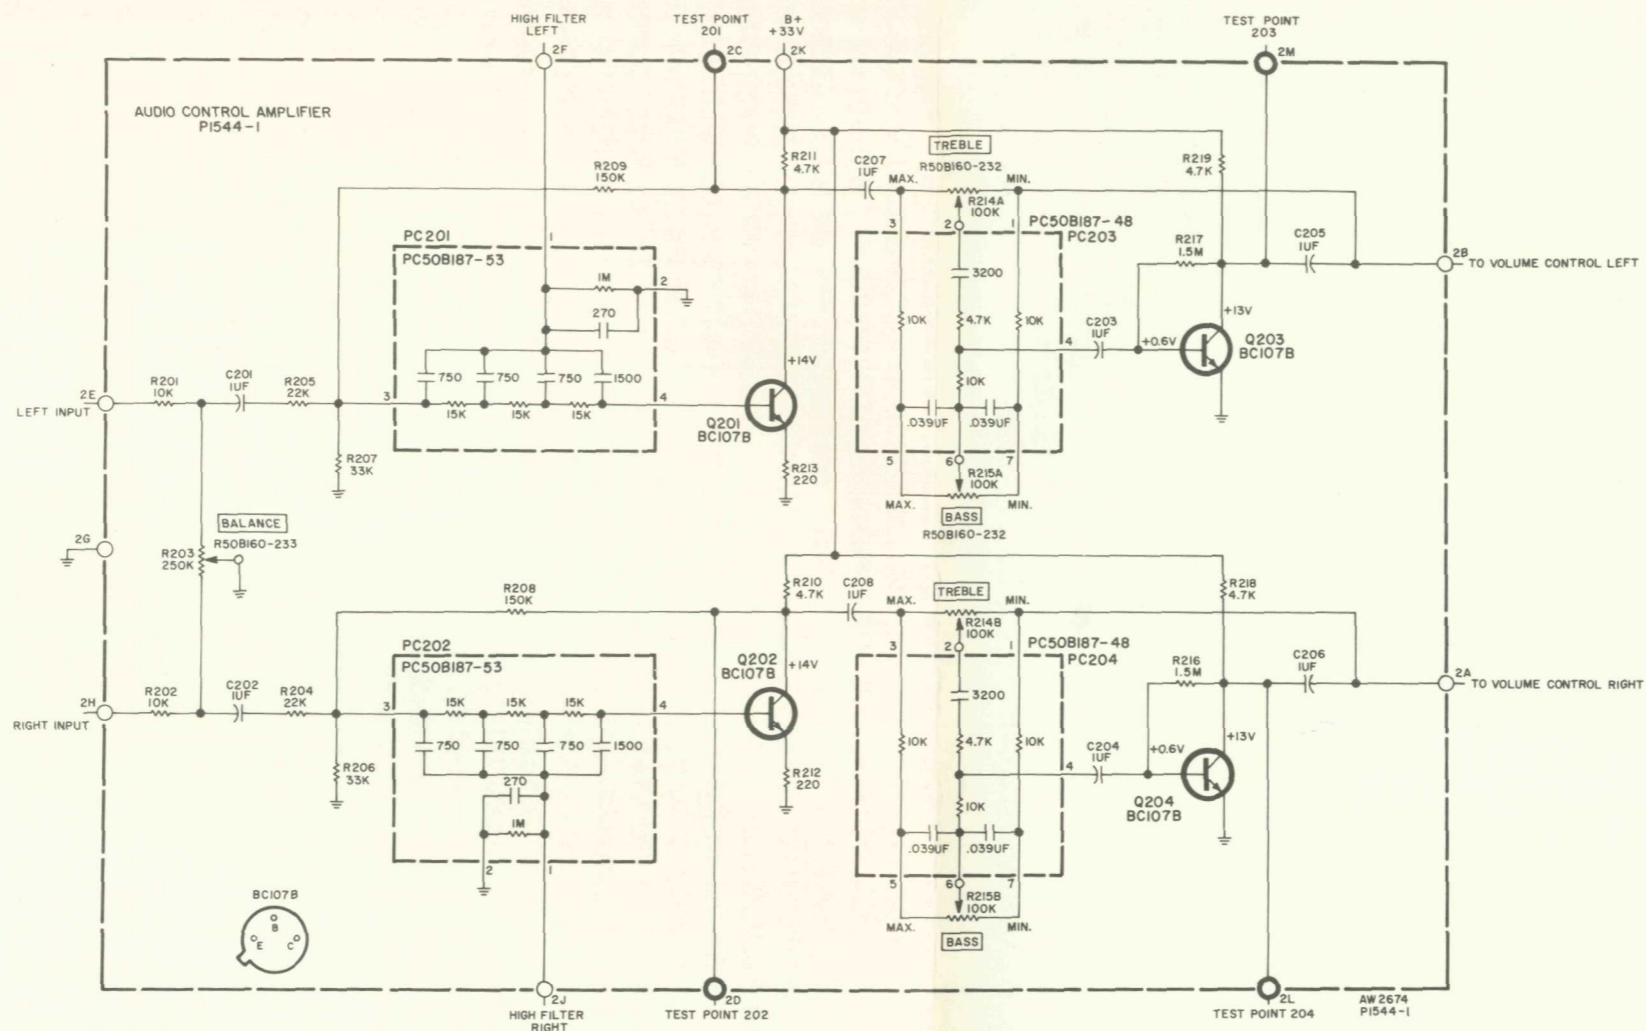 HIGH FILTER
LEFT
2F
TEST POINT
201
2C
B+
+33V
2K
TEST POINT
203
2M
AUDIO CONTROL AMPLIFIER
P1544-1
R209
150K
R211
4.7K
C207
1UF
TREBLE
R50B160-232
MAX.
MIN.
R214A
100K
R219
4.7K
3
2
1
PC50B187-48
PC203
R217
1.5M
C205
1UF
2B
TO VOLUME CONTROL LEFT
PC201
PC50B187-53
1
1M
2
270
3200
10K
4.7K
10K
C203
1UF
4
+0.6V
+13V
Q203
BC107B
+14V
750
750
750
1500
10K
2E
LEFT INPUT
R201
10K
C201
1UF
R205
22K
3
15K
15K
15K
4
Q201
BC107B
.039UF
.039UF
R207
33K
R213
220
5
6
7
R215A
100K
MAX.
MIN.
BASS
R50B160-232
BALANCE
R50B160-233
2G
R203
250K
R208
150K
R210
4.7K
C208
1UF
TREBLE
MAX.
MIN.
R214B
100K
R218
4.7K
3
2
1
PC50B187-48
PC204
R216
1.5M
C206
1UF
2A
TO VOLUME CONTROL RIGHT
PC202
PC50B187-53
Q202
BC107B
+14V
2H
RIGHT INPUT
R202
10K
C202
1UF
R204
22K
3
15K
15K
15K
4
750
750
750
1500
3200
10K
4.7K
10K
C204
1UF
4
+0.6V
+13V
Q204
BC107B
R206
33K
270
1M
R212
220
10K
.039UF
.039UF
2
1
5
6
7
R215B
100K
MAX.
MIN.
BASS
BC107B
B
E
C
2J
HIGH FILTER
RIGHT
2D
TEST POINT 202
2L
TEST POINT 204
AW2674
P1544-1